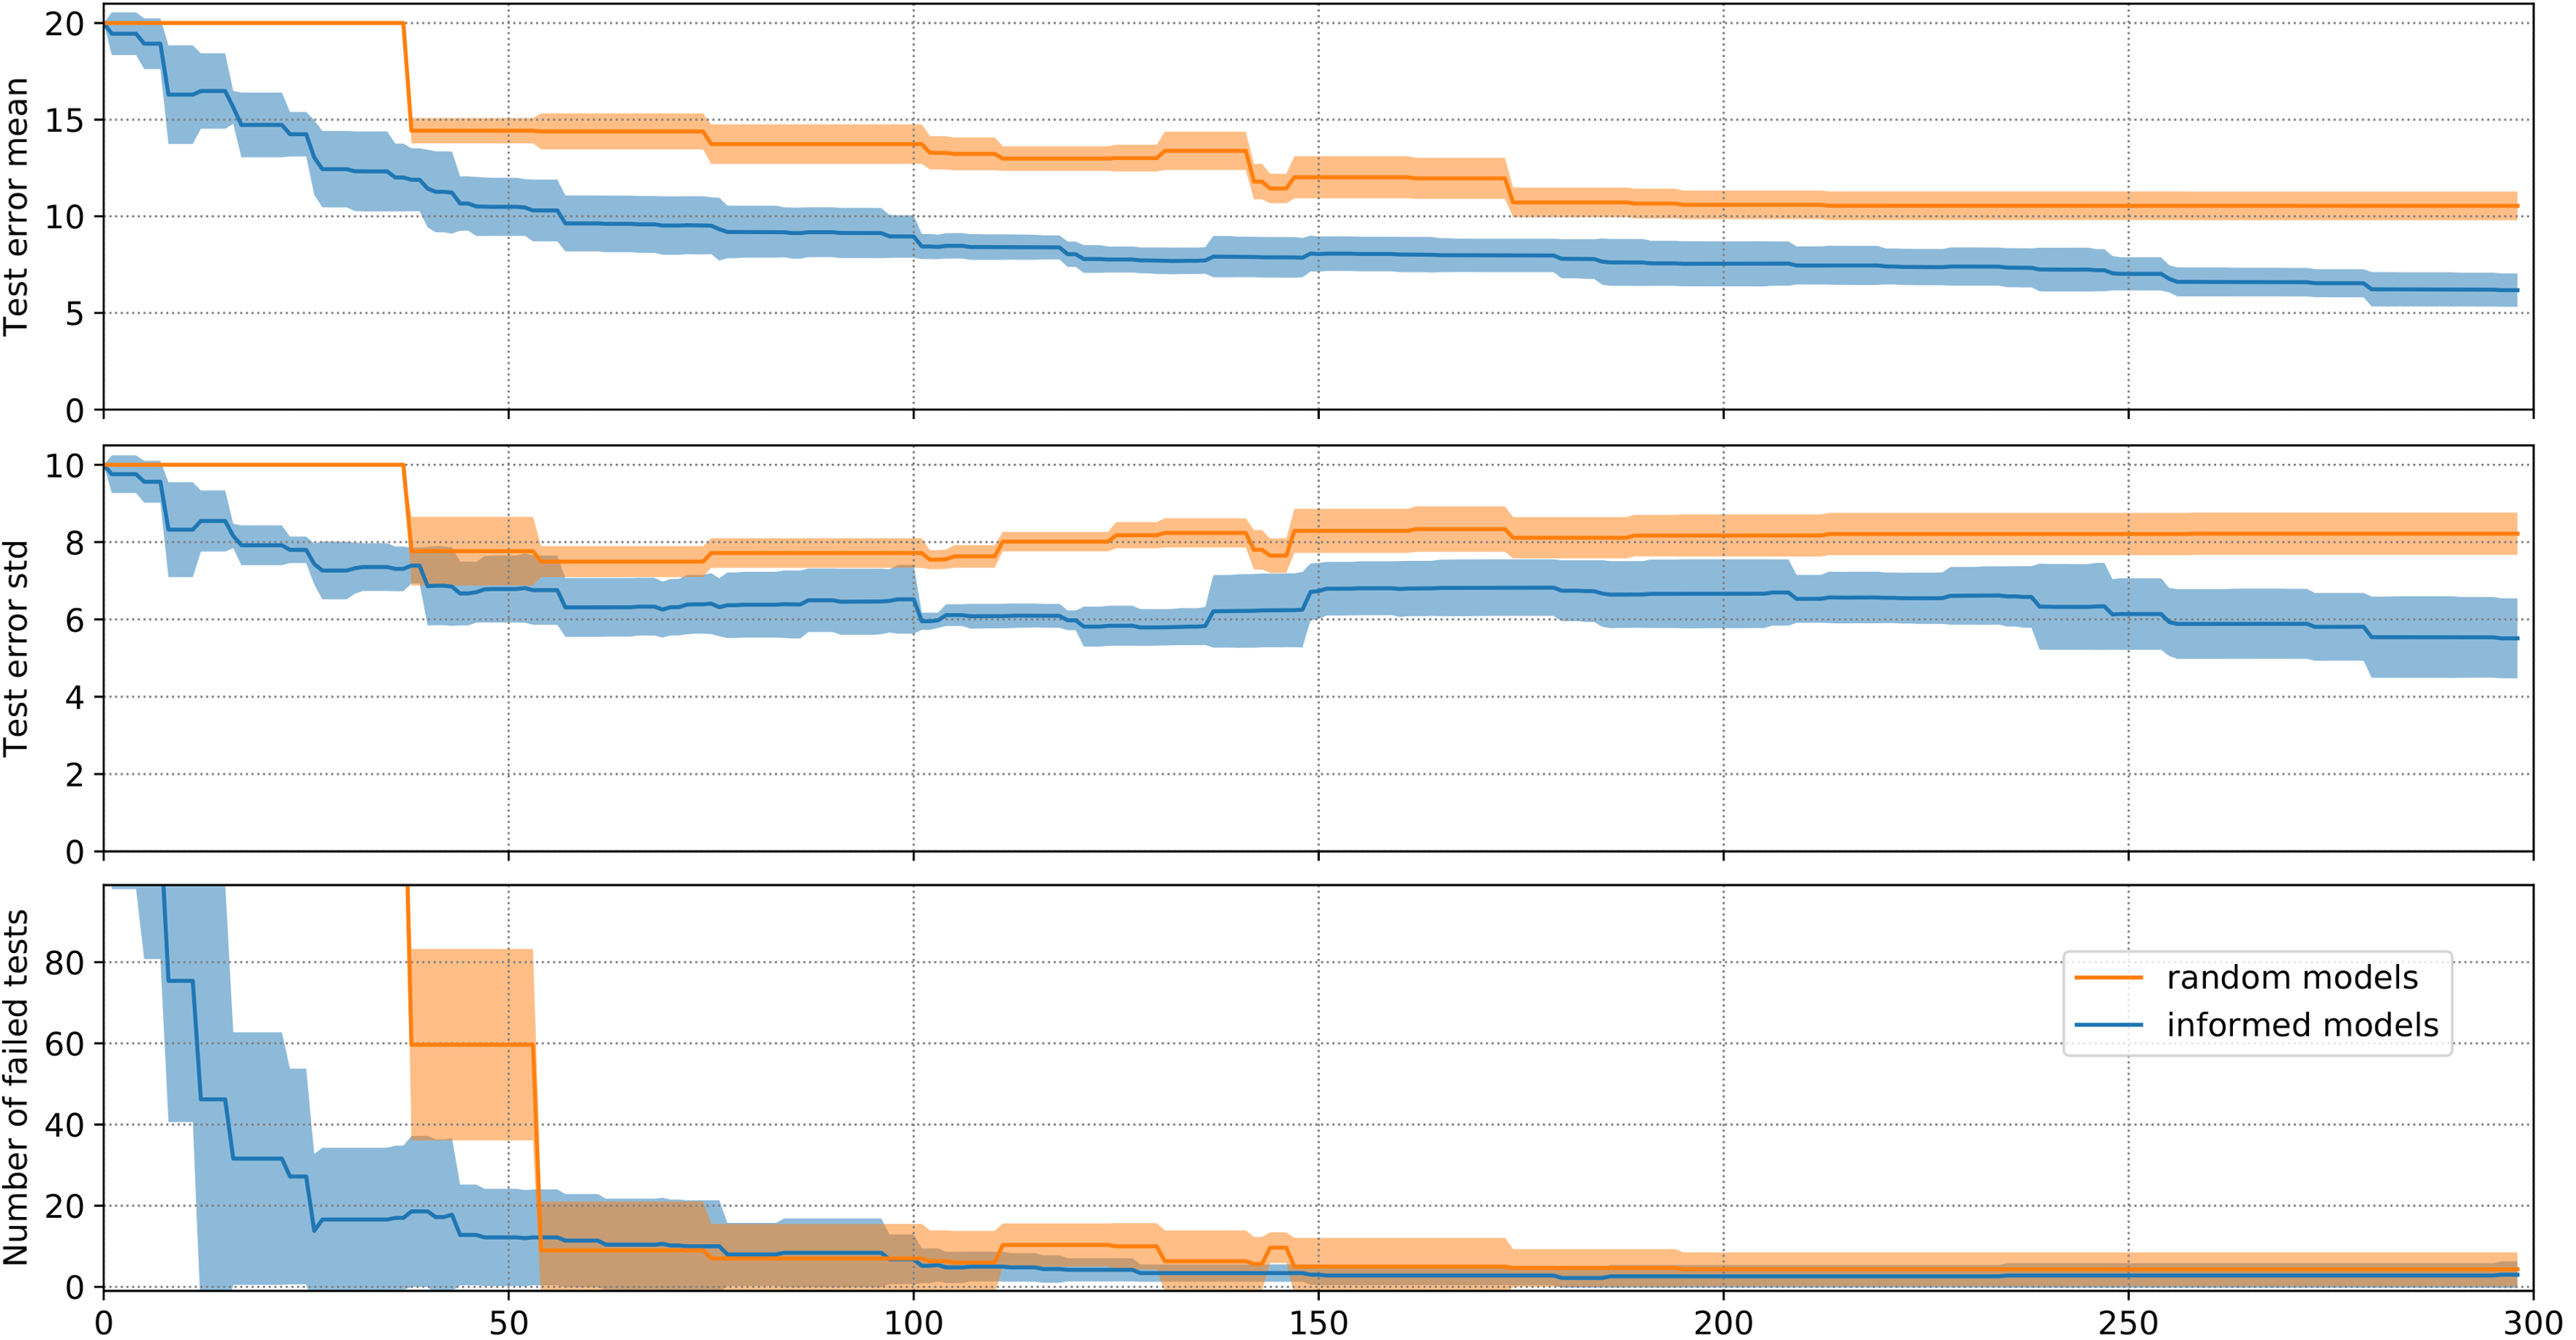 Test error mean
20
15
10
5
0
Test error std
10
8
6
4
2
0
Number of failed tests
80
60
40
20
0
random models
informed models
0 50 100 150 200 250 300